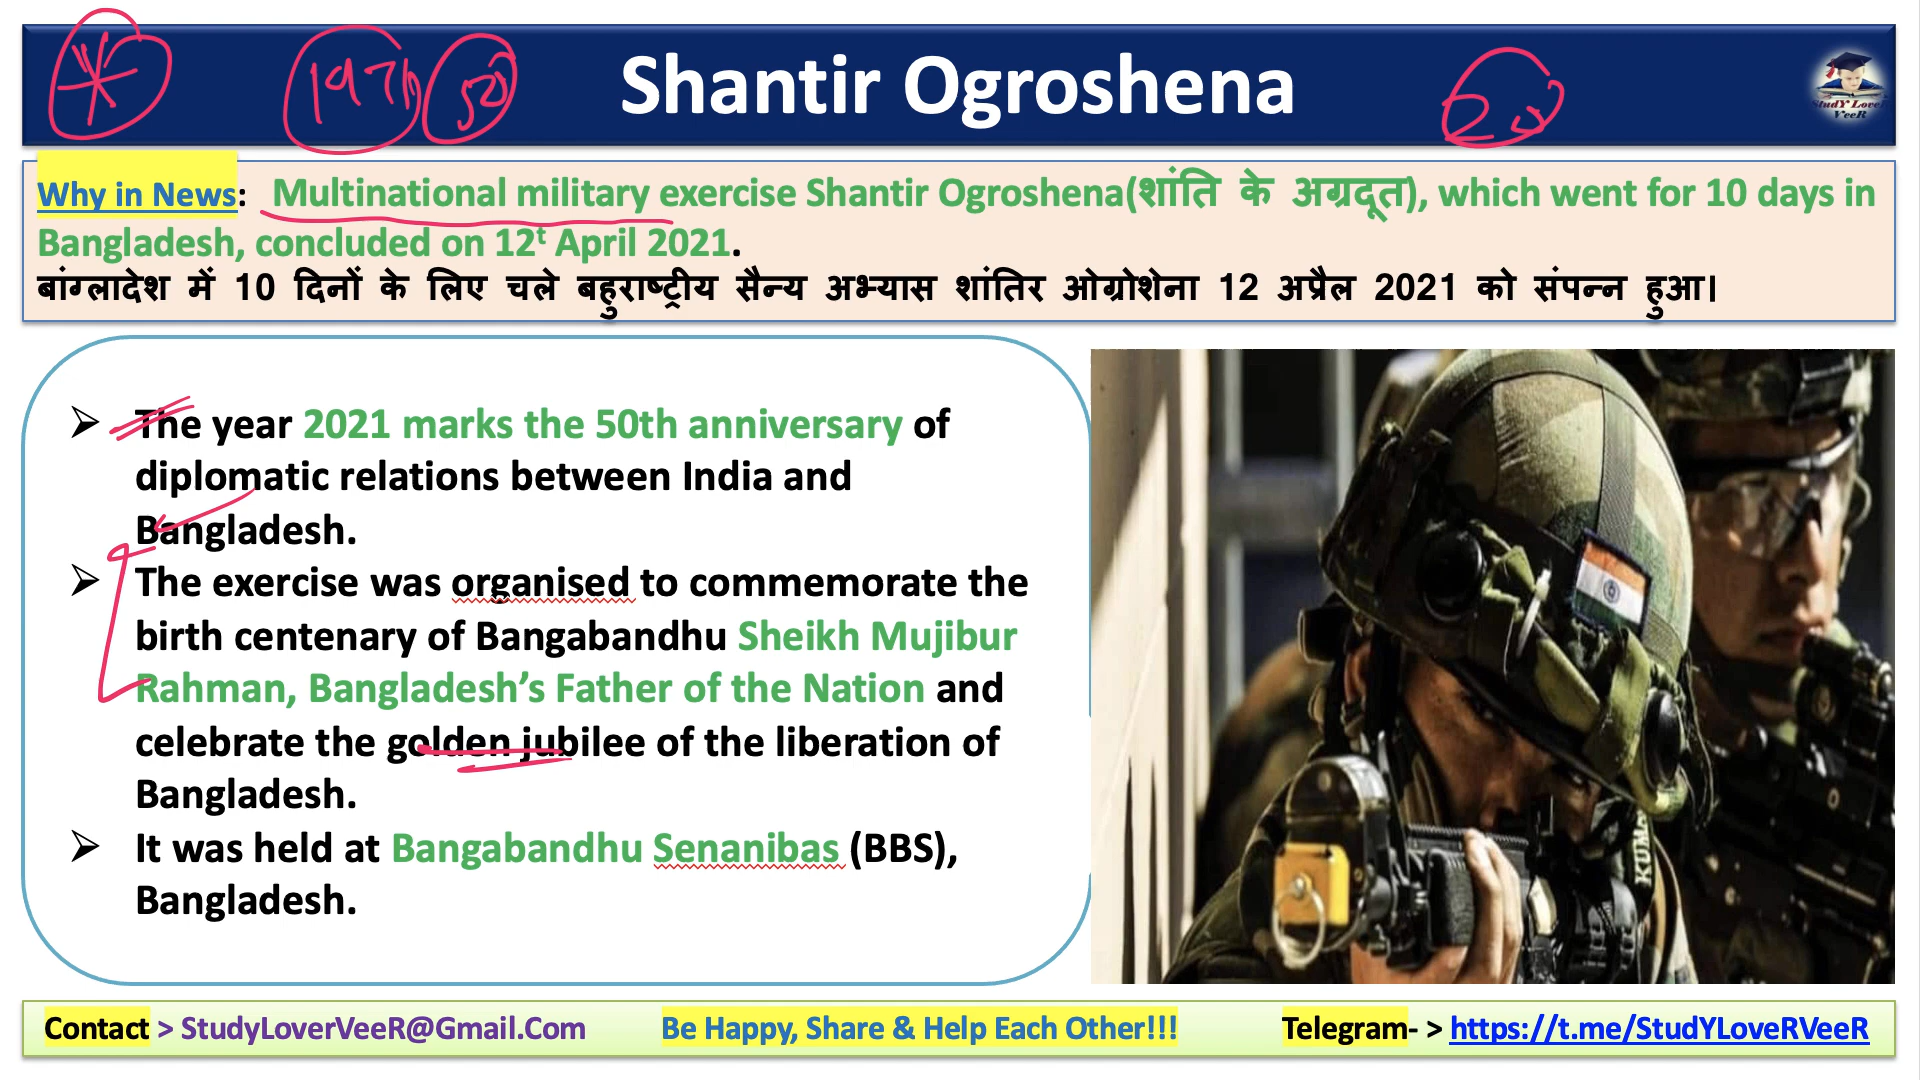 Shantir Ogroshena
1971
50
StudY LoveR
VeeR
Why in News: Multinational military exercise Shantir Ogroshena(शांति के अग्रदूत), which went for 10 days in
Bangladesh, concluded on 12t April 2021.
बांग्लादेश में 10 दिनों के लिए चले बहुराष्ट्रीय सैन्य अभ्यास शांतिर ओग्रोशेना 12 अप्रैल 2021 को संपन्न हुआ।
➢ The year 2021 marks the 50th anniversary of
diplomatic relations between India and
Bangladesh.
➢ The exercise was organised to commemorate the
birth centenary of Bangabandhu Sheikh Mujibur
Rahman, Bangladesh’s Father of the Nation and
celebrate the golden jubilee of the liberation of
Bangladesh.
➢ It was held at Bangabandhu Senanibas (BBS),
Bangladesh.
Contact > StudyLoverVeeR@Gmail.Com Be Happy, Share & Help Each Other!!! Telegram- > https://t.me/StudYLoveRVeeR